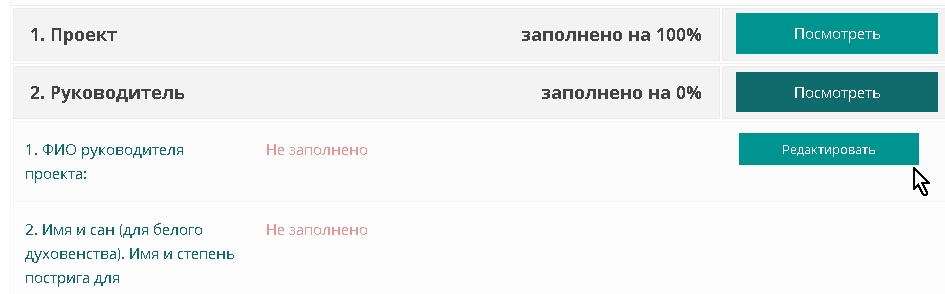 1. Проект заполнено на 100% Посмотреть
2. Руководитель заполнено на 0% Посмотреть
1. ФИО руководителя Не заполнено Редактировать
проекта:
2. Имя и сан (для белого Не заполнено
духовенства). Имя и степень
пострига для